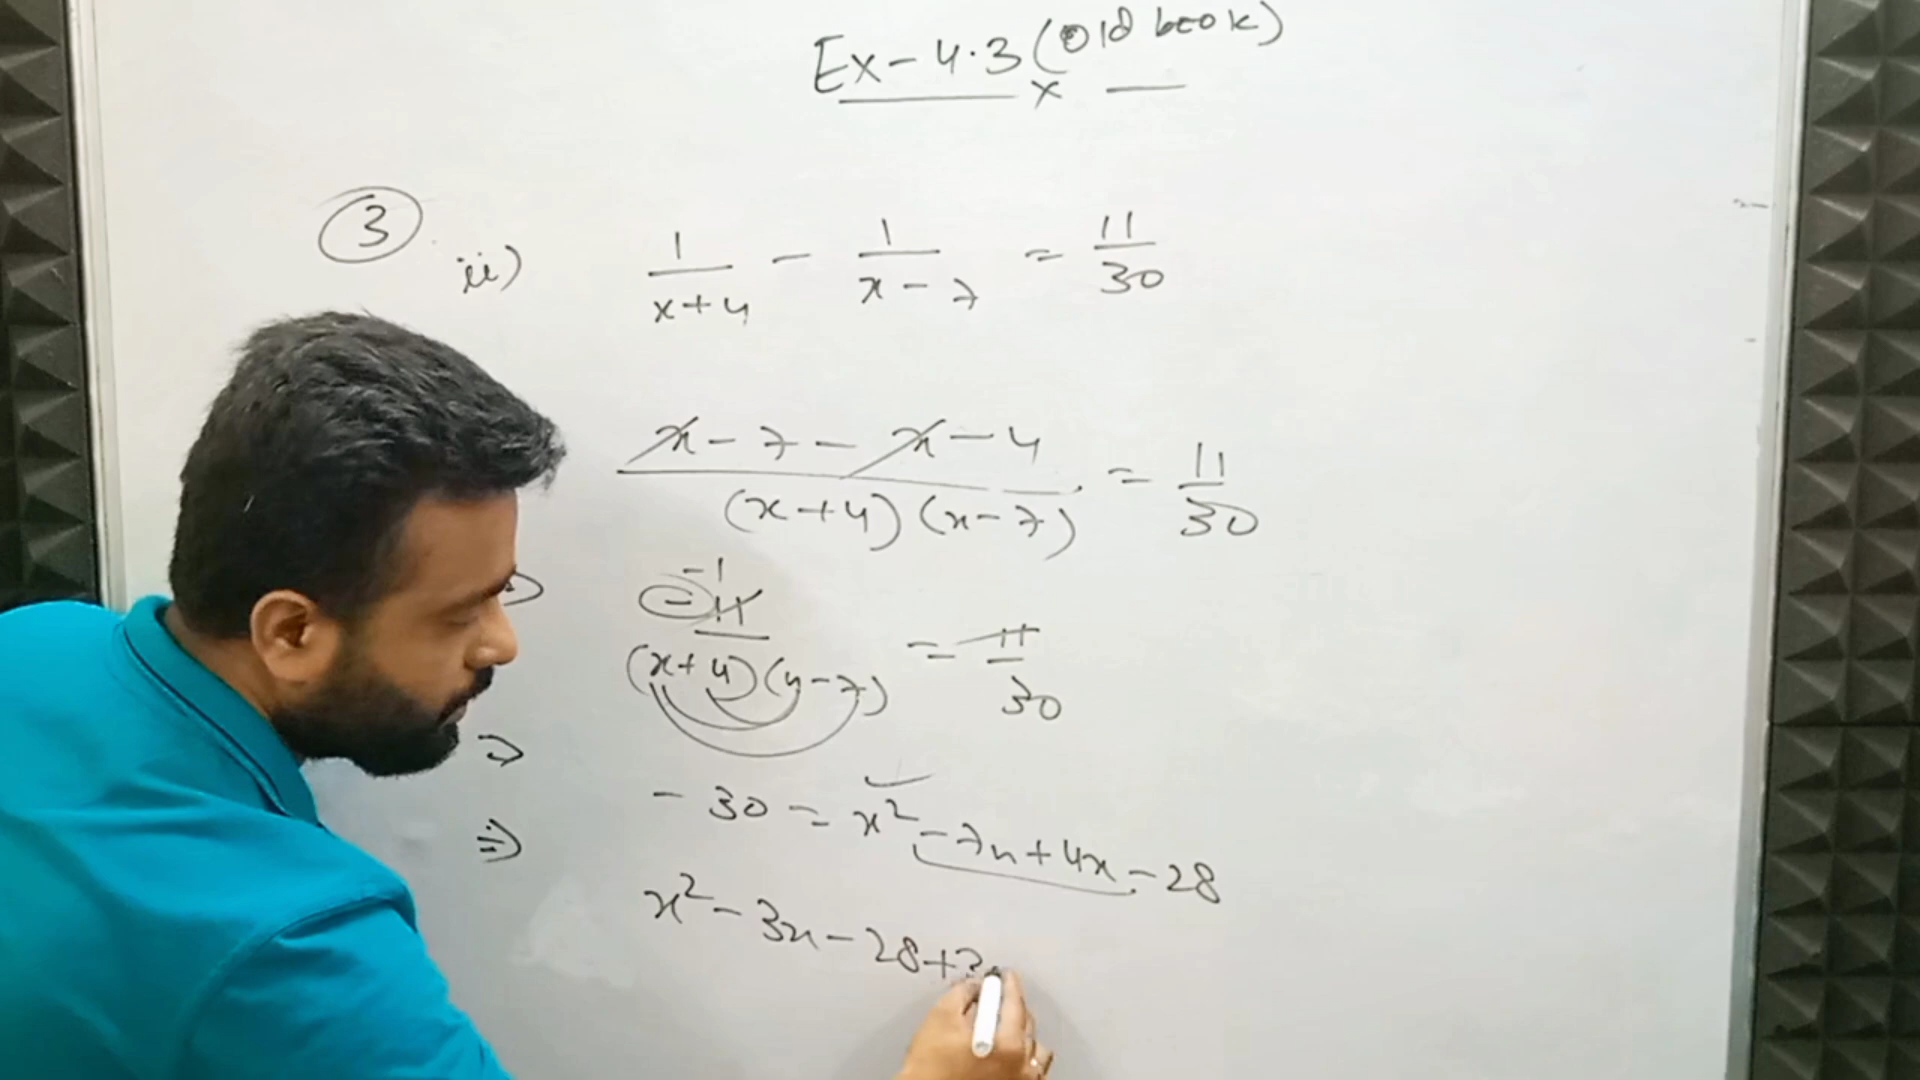 Ex-4.3 (Old book)
x
3
ii) 1/(x+4) - 1/(x-7) = 11/30
(x-7-x-4)/((x+4)(x-7)) = 11/30
-1
⇒ -11/((x+4)(x-7)) = 11/30
⇒ -30 = x² -7x+4x-28
⇒ x²-3x-28+3